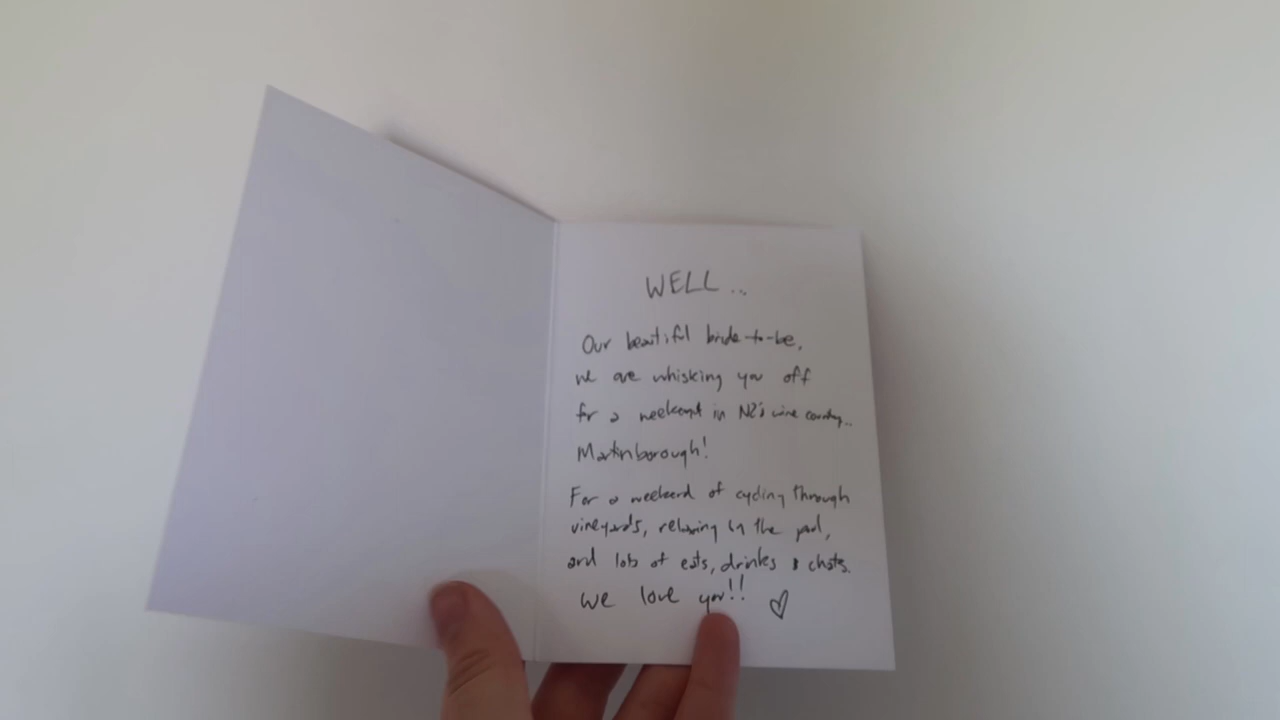 WELL...
Our beautiful bride-to-be,
we are whisking you off
for a weekend in NZ's wine country..
Martinborough!
For a weekend of cycling through
vineyards, relaxing in the pool,
and lots of eats, drinks & chats.
We love you!!